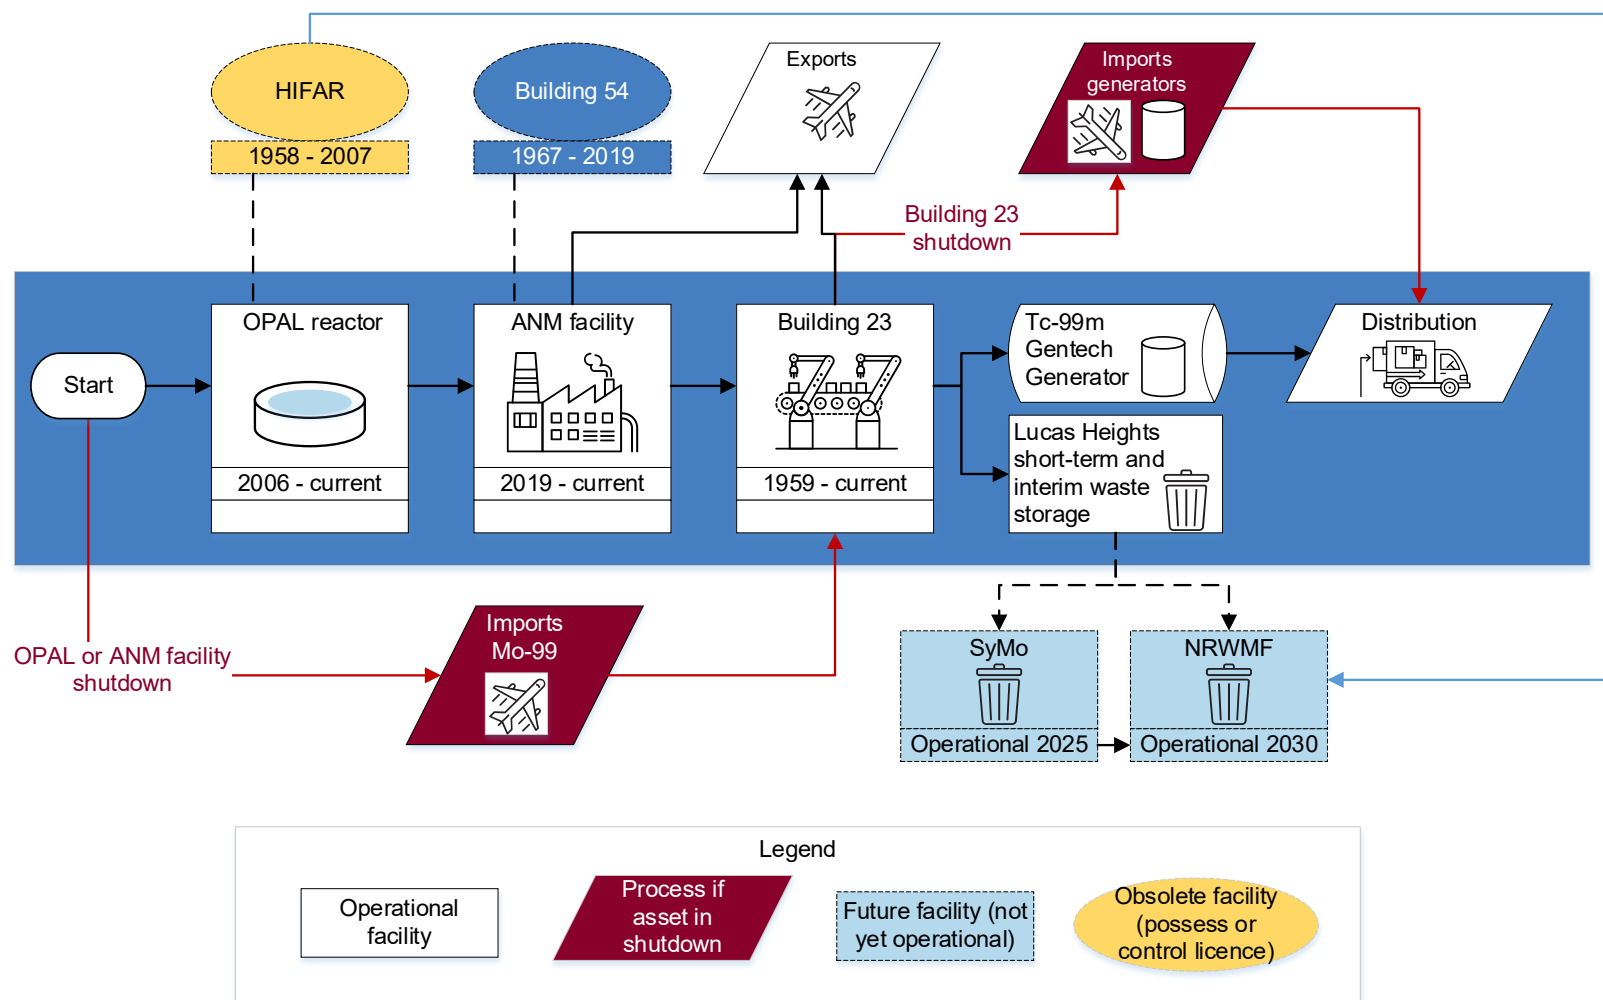 HIFAR
1958 - 2007
Building 54
1967 - 2019
Exports
Imports
generators
Building 23
shutdown
Start
OPAL reactor
2006 - current
ANM facility
2019 - current
Building 23
1959 - current
Tc-99m
Gentech
Generator
Lucas Heights
short-term and
interim waste
storage
Distribution
OPAL or ANM facility
shutdown
Imports
Mo-99
SyMo
Operational 2025
NRWMF
Operational 2030
Legend
Operational
facility
Process if
asset in
shutdown
Future facility (not
yet operational)
Obsolete facility
(possess or
control licence)